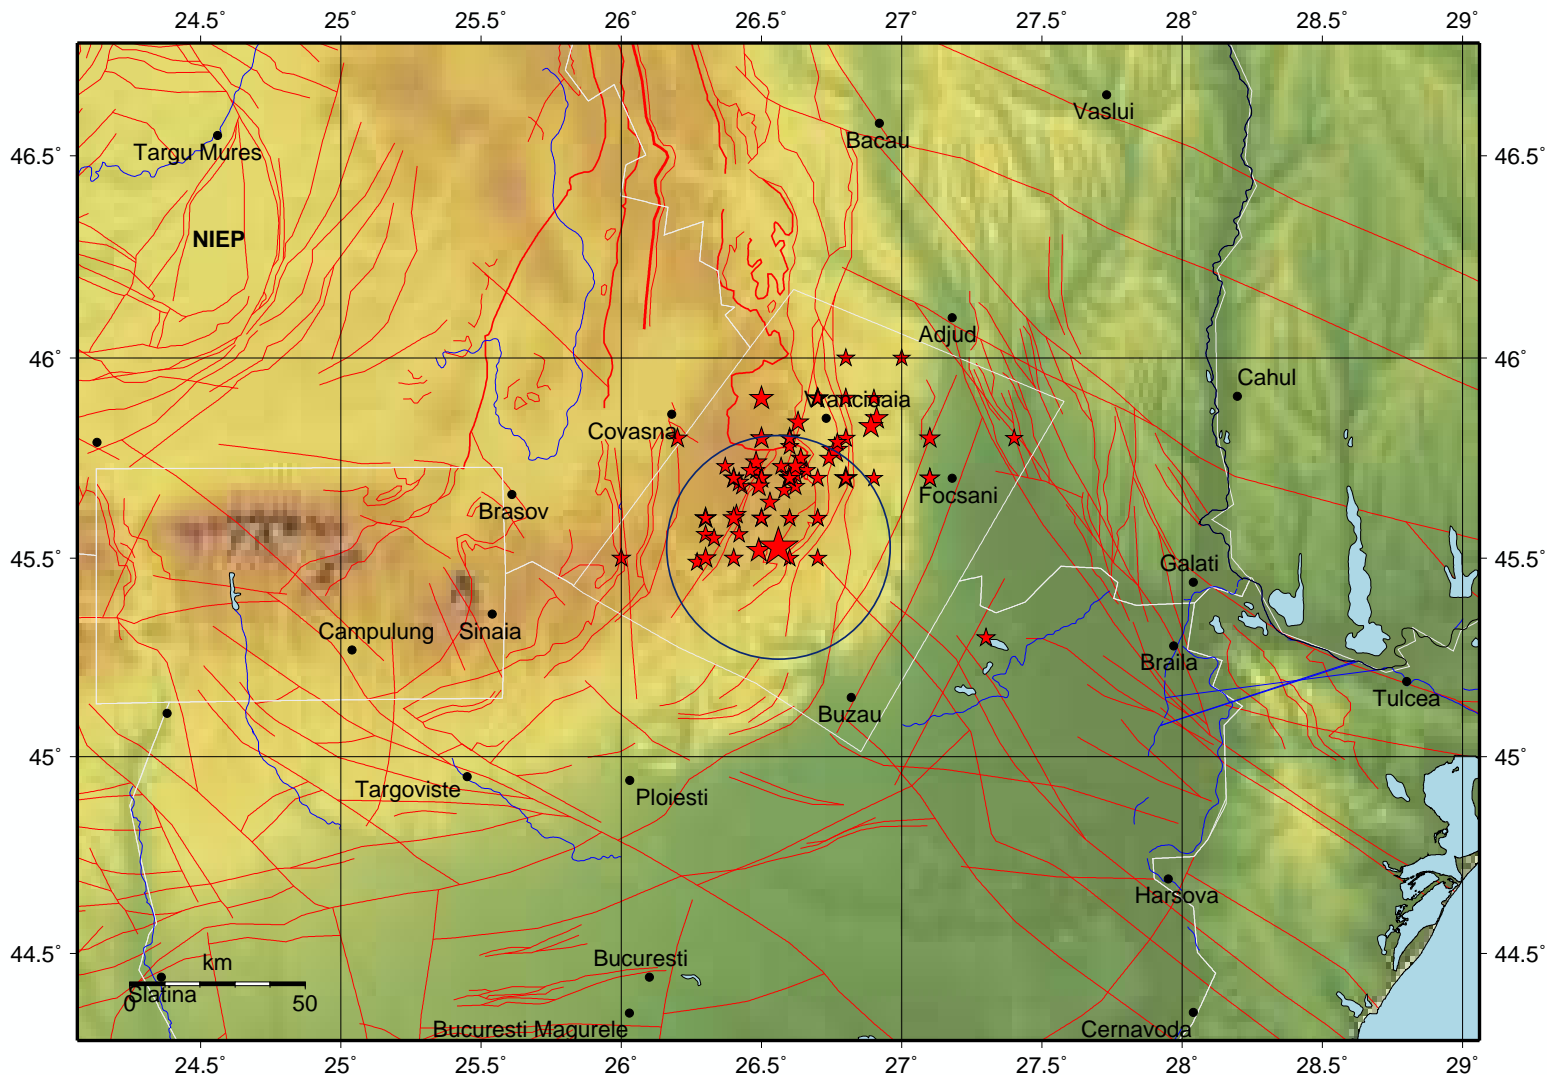 24.5˚ 25˚ 25.5˚ 26˚ 26.5˚ 27˚ 27.5˚ 28˚ 28.5˚ 29˚
Vaslui
Bacau
Targu Mures
46.5˚ 46.5˚
NIEP
Adjud
46˚ 46˚
Cahul
Vrancioaia
Covasna
Focsani
Brasov
45.5˚ 45.5˚
Galati
Campulung Sinaia
Braila
Tulcea
Buzau
45˚ 45˚
Targoviste
Ploiesti
Harsova
44.5˚ 44.5˚
Bucuresti
km
Slatina
0 50
Bucuresti Magurele
Cernavoda
24.5˚ 25˚ 25.5˚ 26˚ 26.5˚ 27˚ 27.5˚ 28˚ 28.5˚ 29˚